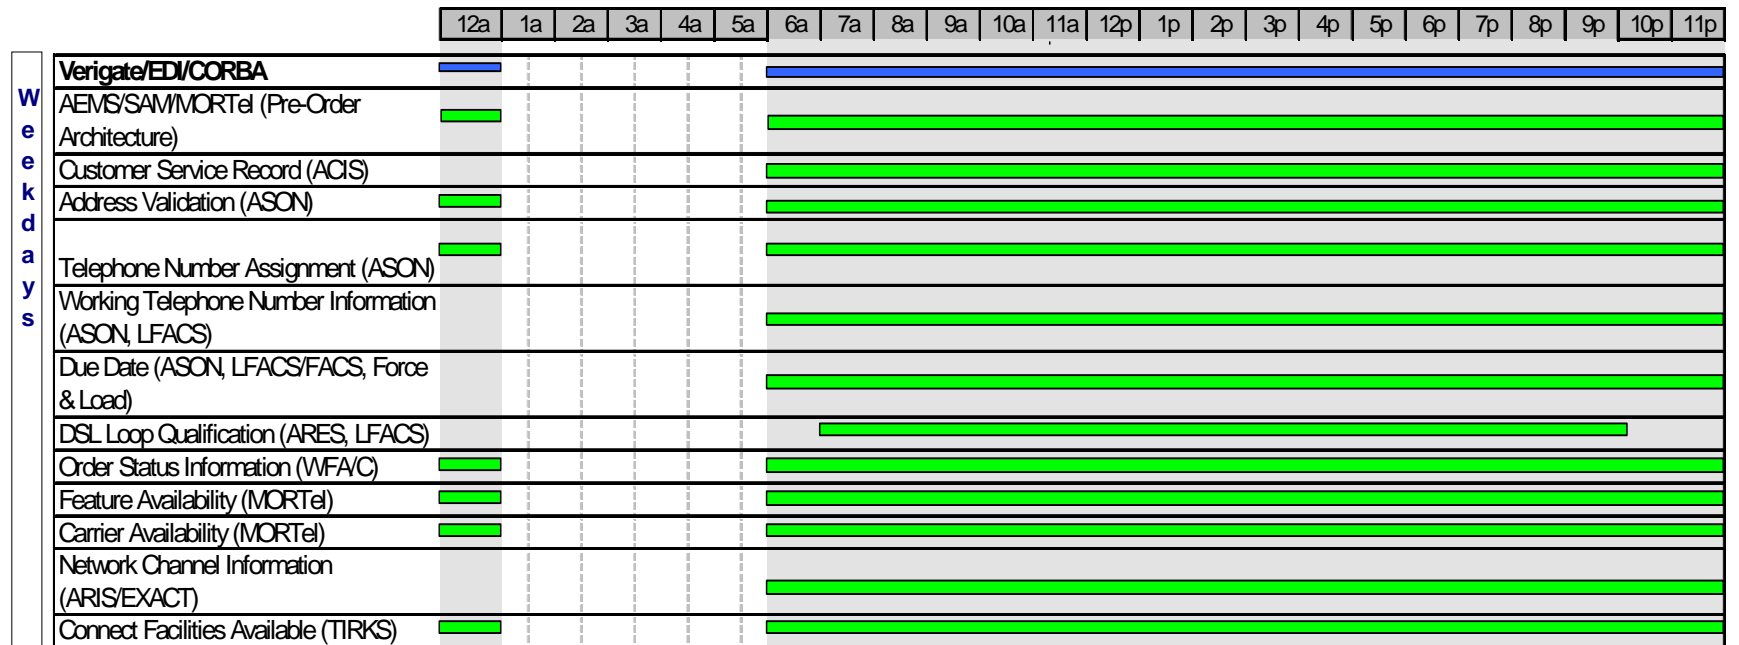 12a 1a 2a 3a 4a 5a 6a 7a 8a 9a 10a 11a 12p 1p 2p 3p 4p 5p 6p 7p 8p 9p 10p 11p
Weekdays
Verigate/EDI/CORBA
AEMS/SAM/MORTel (Pre-Order
Architecture)
Customer Service Record (ACIS)
Address Validation (ASON)
Telephone Number Assignment (ASON)
Working Telephone Number Information
(ASON, LFACS)
Due Date (ASON, LFACS/FACS, Force
& Load)
DSL Loop Qualification (ARES, LFACS)
Order Status Information (WFA/C)
Feature Availability (MORTel)
Carrier Availability (MORTel)
Network Channel Information
(ARIS/EXACT)
Connect Facilities Available (TIRKS)